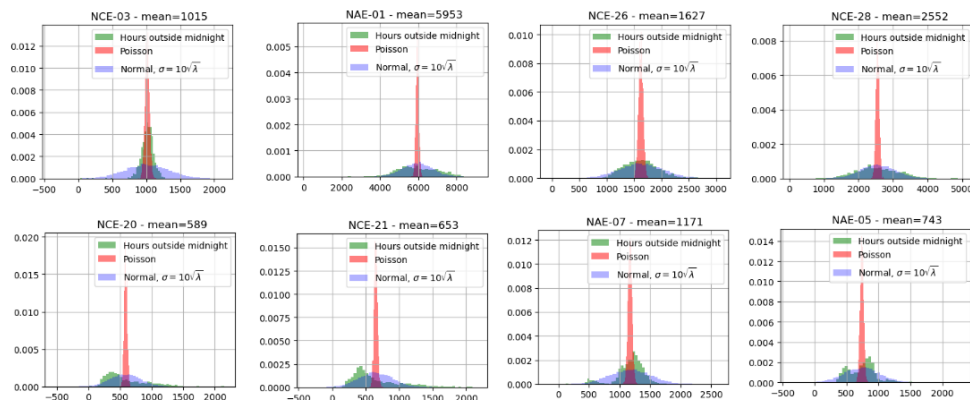 NCE-03 - mean=1015
Hours outside midnight
Poisson
Normal, σ = 10√λ
0.012
0.010
0.008
0.006
0.004
0.002
0.000
−500 0 500 1000 1500 2000
NAE-01 - mean=5953
Hours outside midnight
Poisson
Normal, σ = 10√λ
0.005
0.004
0.003
0.002
0.001
0.000
0 2000 4000 6000 8000
NCE-26 - mean=1627
Hours outside midnight
Poisson
Normal, σ = 10√λ
0.010
0.008
0.006
0.004
0.002
0.000
0 500 1000 1500 2000 2500 3000
NCE-28 - mean=2552
Hours outside midnight
Poisson
Normal, σ = 10√λ
0.008
0.006
0.004
0.002
0.000
0 1000 2000 3000 4000 5000
NCE-20 - mean=589
Hours outside midnight
Poisson
Normal, σ = 10√λ
0.020
0.015
0.010
0.005
0.000
−500 0 500 1000 1500 2000
NCE-21 - mean=653
Hours outside midnight
Poisson
Normal, σ = 10√λ
0.0150
0.0125
0.0100
0.0075
0.0050
0.0025
0.0000
−500 0 500 1000 1500 2000
NAE-07 - mean=1171
Hours outside midnight
Poisson
Normal, σ = 10√λ
0.012
0.010
0.008
0.006
0.004
0.002
0.000
0 500 1000 1500 2000 2500
NAE-05 - mean=743
Hours outside midnight
Poisson
Normal, σ = 10√λ
0.014
0.012
0.010
0.008
0.006
0.004
0.002
0.000
−500 0 500 1000 1500 2000